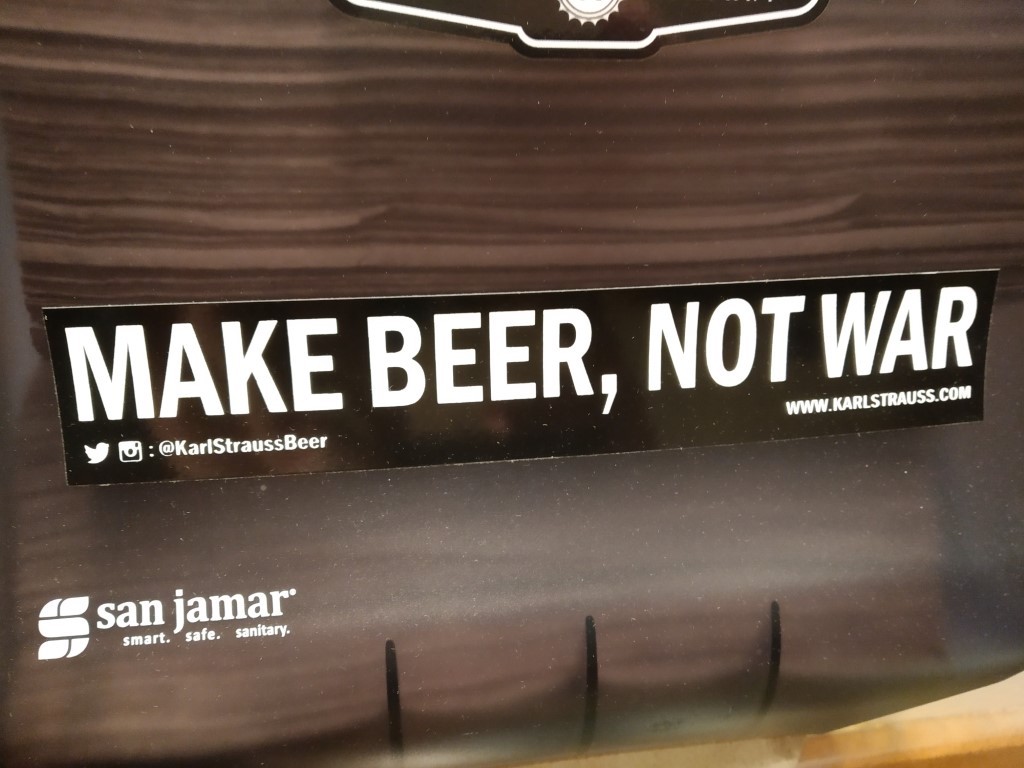 MAKE BEER, NOT WAR
WWW.KARLSTRAUSS.COM
: @KarlStraussBeer
san jamar
smart. safe. sanitary.